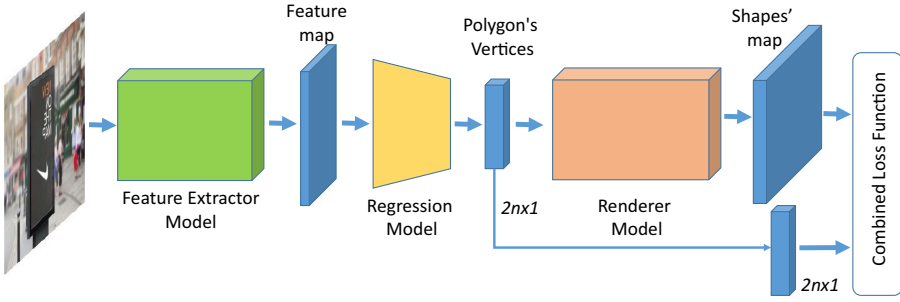 Feature
map
Polygon's
Vertices
Shapes'
map
Feature Extractor
Model
Regression
Model
2nx1
Renderer
Model
2nx1
Combined Loss Function